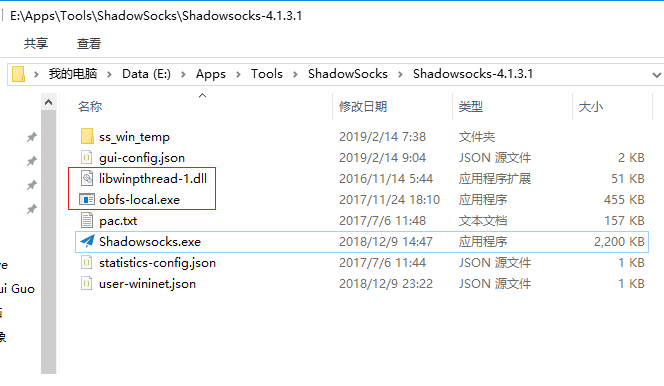 E:\Apps\Tools\ShadowSocks\Shadowsocks-4.1.3.1
共享 查看
我的电脑 Data (E:) Apps Tools ShadowSocks Shadowsocks-4.1.3.1
名称 修改日期 类型 大小
ss_win_temp 2019/2/14 7:38 文件夹
gui-config.json 2019/2/14 9:04 JSON 源文件 2 KB
libwinpthread-1.dll 2016/11/14 5:44 应用程序扩展 51 KB
obfs-local.exe 2017/11/24 18:10 应用程序 455 KB
pac.txt 2017/7/6 11:48 文本文档 157 KB
Shadowsocks.exe 2018/12/9 14:47 应用程序 2,200 KB
statistics-config.json 2017/7/6 11:44 JSON 源文件 1 KB
user-wininet.json 2018/12/9 23:22 JSON 源文件 1 KB
ui Guo
象